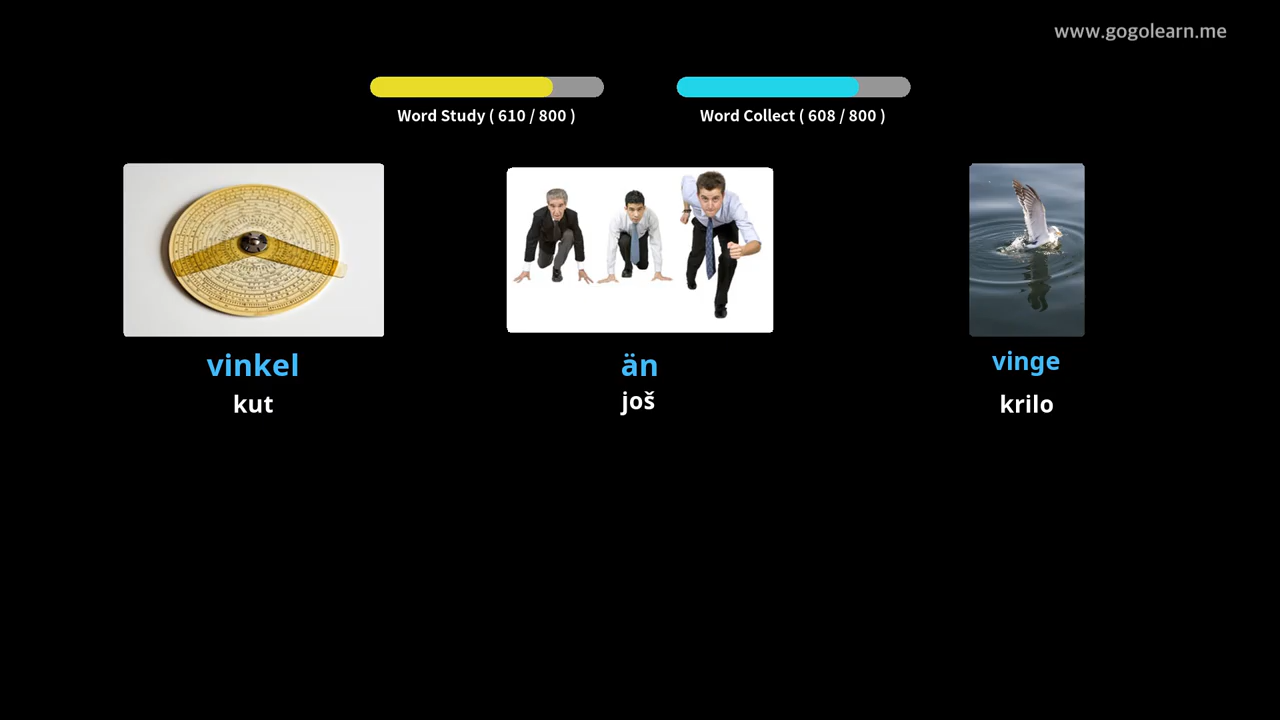 www.gogolearn.me
Word Study ( 610 / 800 )
Word Collect ( 608 / 800 )
vinkel
kut
än
još
vinge
krilo